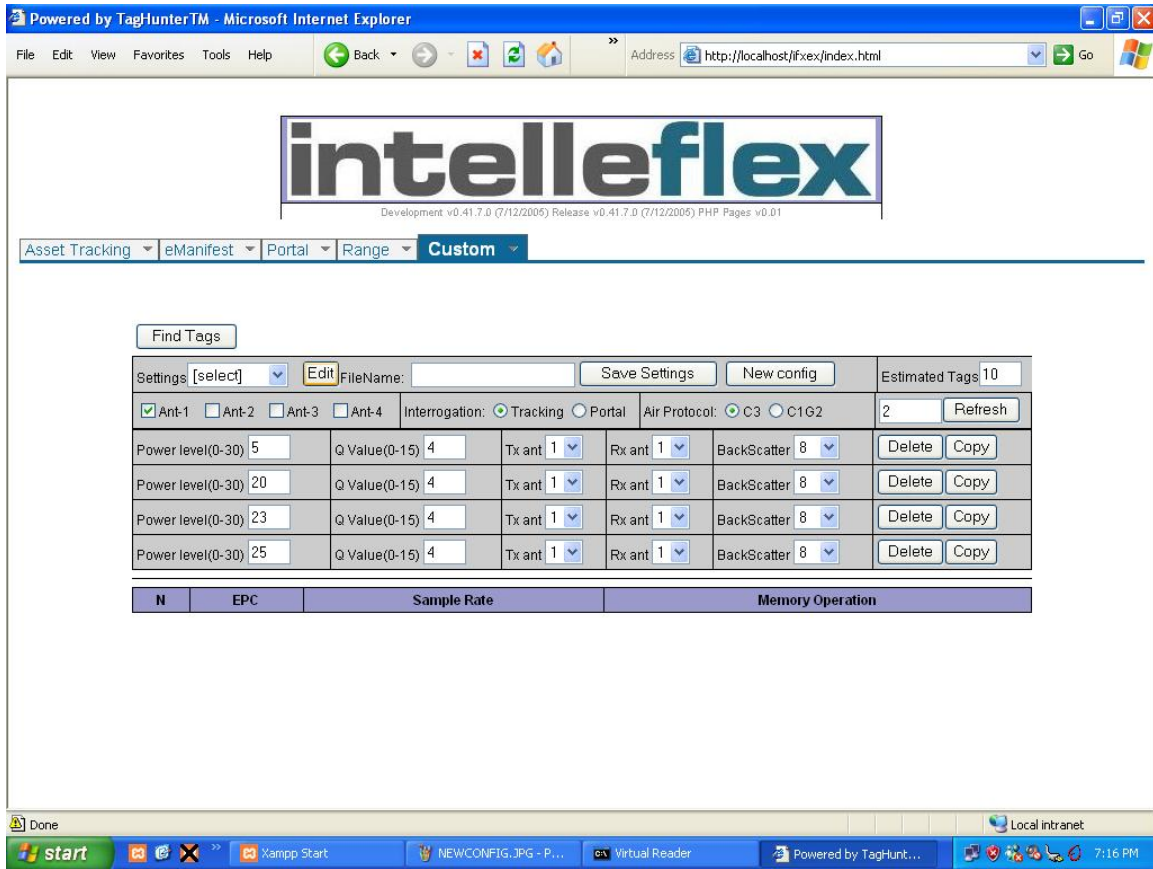 Powered by TagHunterTM - Microsoft Internet Explorer
File Edit View Favorites Tools Help Back » Address http://localhost/ifxex/index.html Go
intelleflex
Development v0.41.7.0 (7/12/2005) Release v0.41.7.0 (7/12/2005) PHP Pages v0.01
Asset Tracking eManifest Portal Range Custom
Find Tags
Settings [select] Edit FileName: Save Settings New config Estimated Tags 10
Ant-1 Ant-2 Ant-3 Ant-4 Interrogation: Tracking Portal Air Protocol: C3 C1G2 2 Refresh
Power level(0-30) 5 Q Value(0-15) 4 Tx ant 1 Rx ant 1 BackScatter 8 Delete Copy
Power level(0-30) 20 Q Value(0-15) 4 Tx ant 1 Rx ant 1 BackScatter 8 Delete Copy
Power level(0-30) 23 Q Value(0-15) 4 Tx ant 1 Rx ant 1 BackScatter 8 Delete Copy
Power level(0-30) 25 Q Value(0-15) 4 Tx ant 1 Rx ant 1 BackScatter 8 Delete Copy
N EPC Sample Rate Memory Operation
Done Local intranet
start » Xampp Start NEWCONFIG.JPG - P... Virtual Reader Powered by TagHunt... 7:16 PM